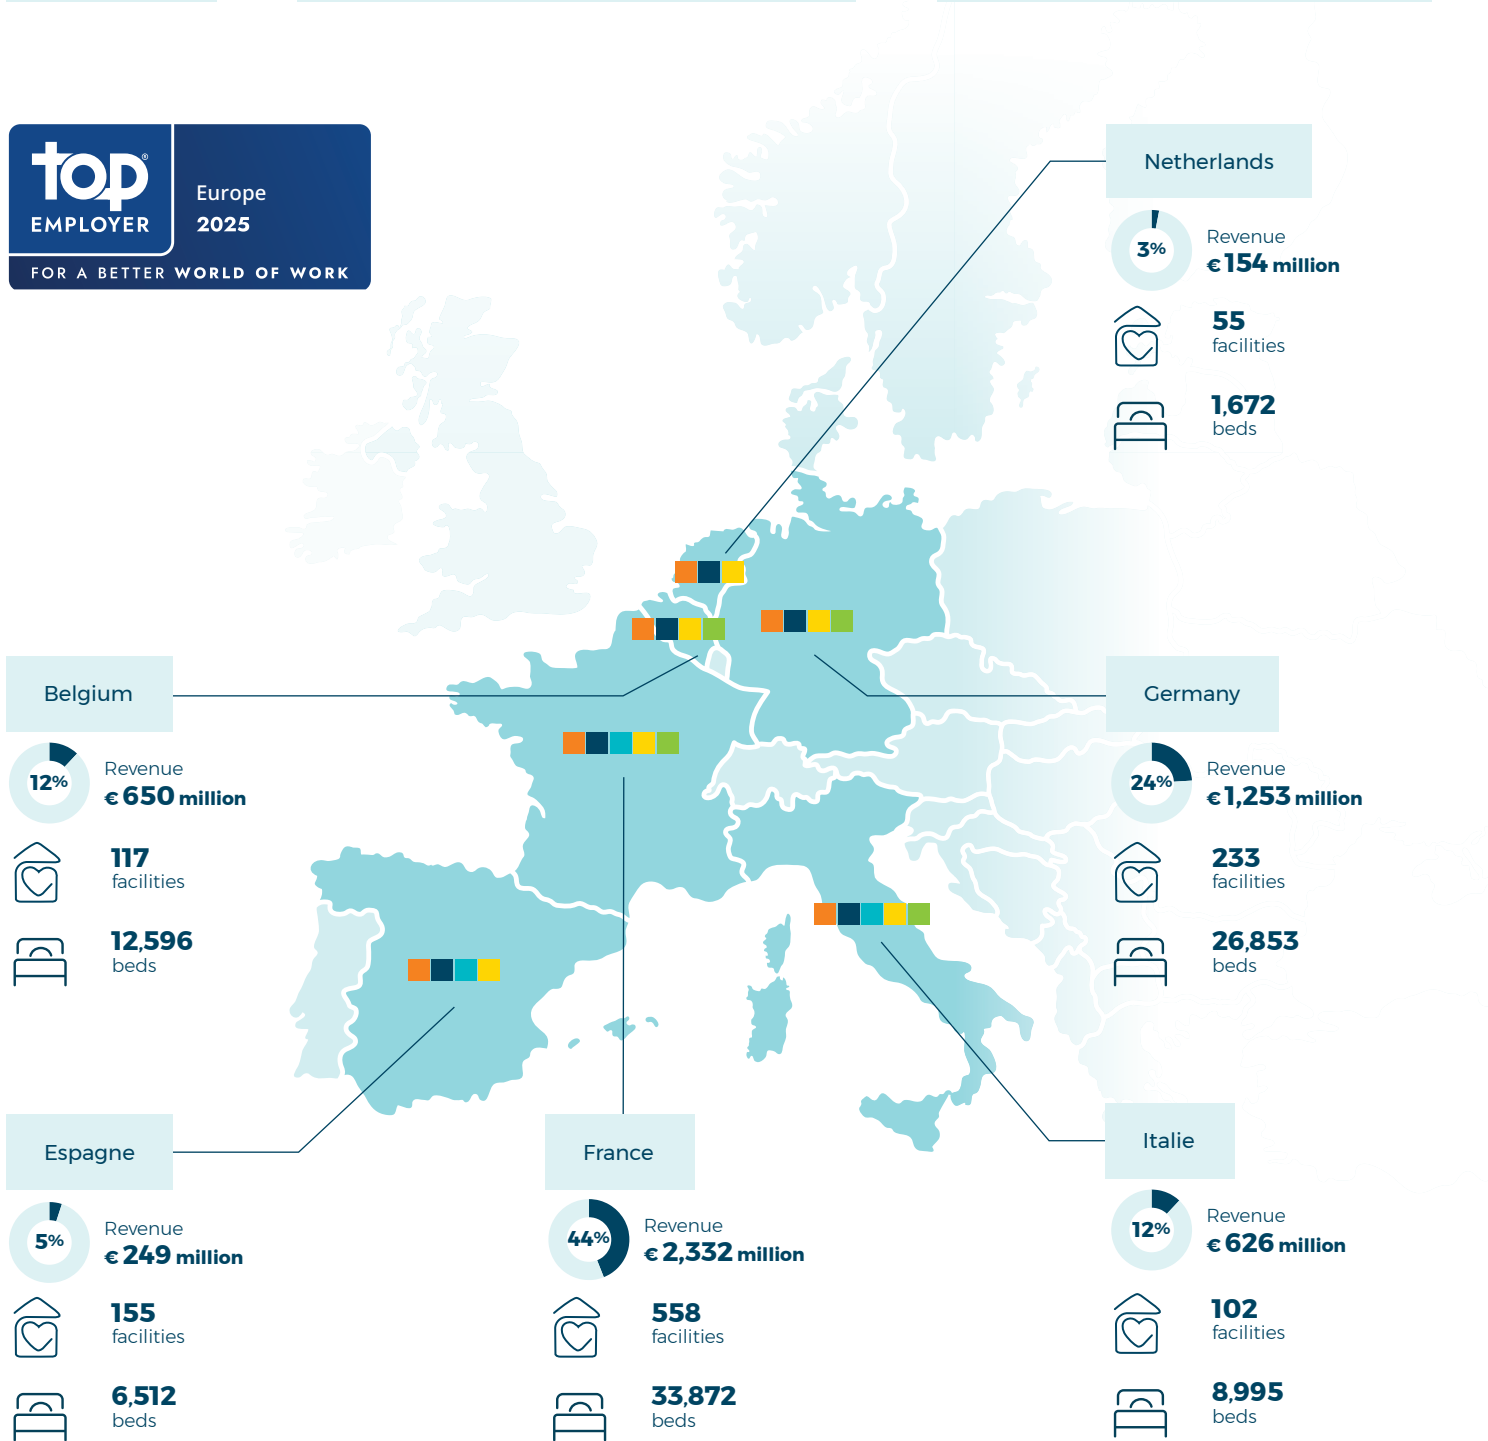 top®
EMPLOYER
Europe
2025
FOR A BETTER WORLD OF WORK
Netherlands
3%
Revenue
€ 154 million
55
facilities
1,672
beds
Belgium
12%
Revenue
€ 650 million
117
facilities
12,596
beds
Germany
24%
Revenue
€ 1,253 million
233
facilities
26,853
beds
Espagne
5%
Revenue
€ 249 million
155
facilities
6,512
beds
France
44%
Revenue
€ 2,332 million
558
facilities
33,872
beds
Italie
12%
Revenue
€ 626 million
102
facilities
8,995
beds